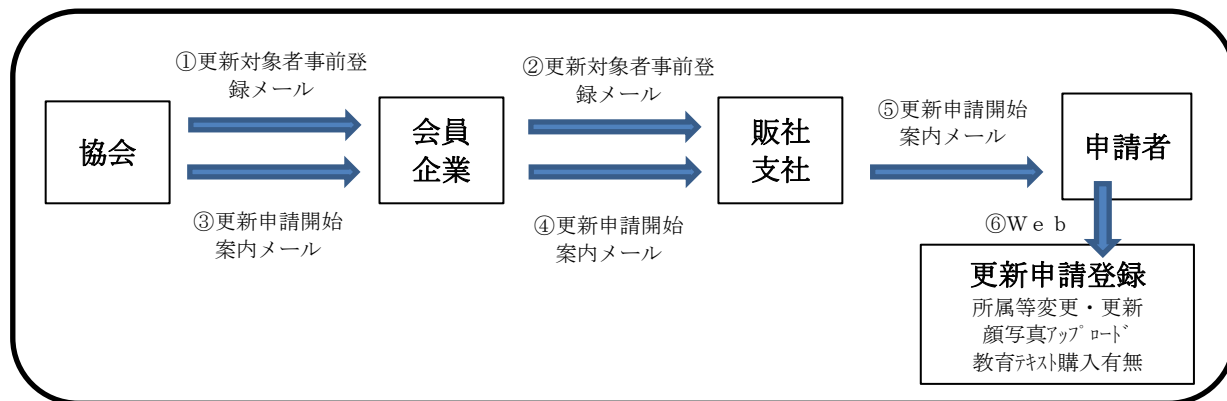 ①更新対象者事前登
録メール
②更新対象者事前登
録メール
協会
会員
企業
販社
支社
⑤更新申請開始
案内メール
申請者
③更新申請開始
案内メール
④更新申請開始
案内メール
⑥Ｗｅｂ
更新申請登録
所属等変更・更新
顔写真ｱｯﾌﾟﾛｰﾄﾞ
教育ﾃｷｽﾄ購入有無